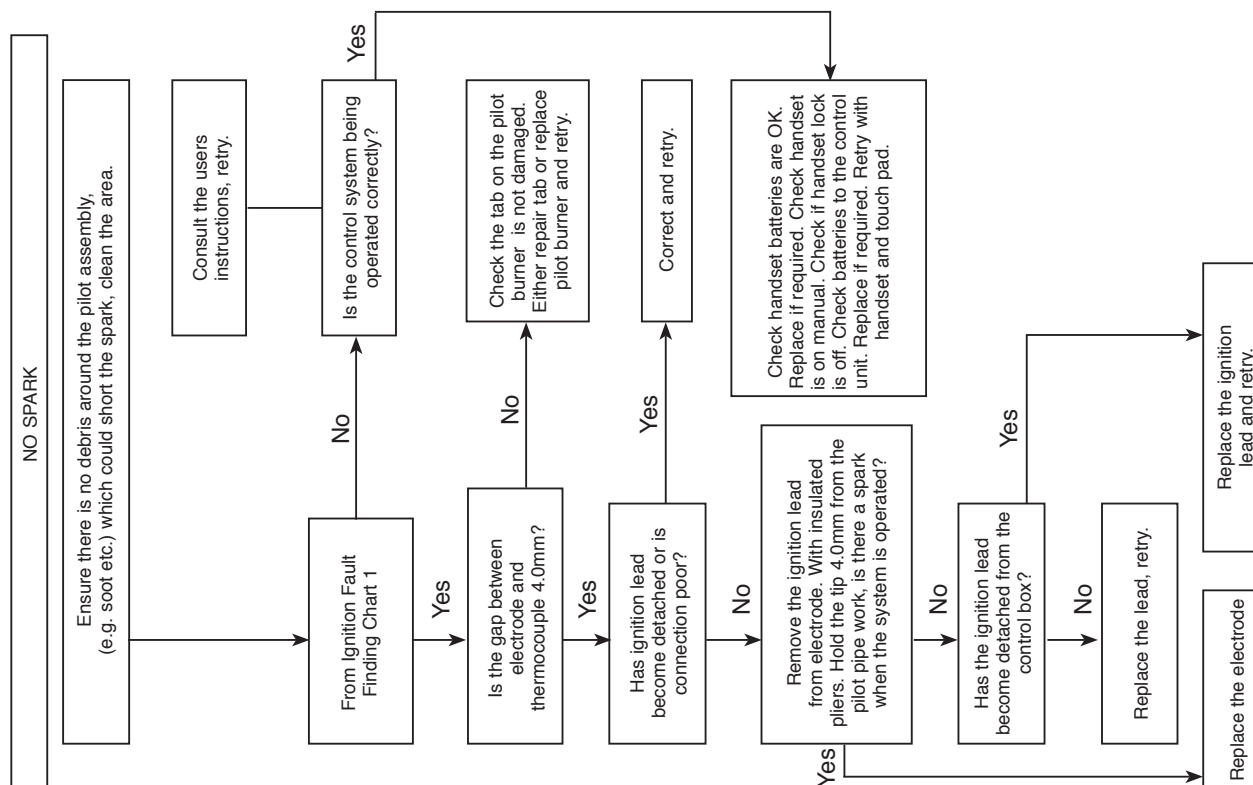 NO SPARK
Ensure there is no debris around the pilot assembly,
(e.g. soot etc.) which could short the spark, clean the area.
Consult the users
instructions, retry.
From Ignition Fault
Finding Chart 1
No
Is the control system being
operated correctly?
Yes
Yes
Is the gap between
electrode and
thermocouple 4.0mm?
No
Check the tab on the pilot
burner is not damaged.
Either repair tab or replace
pilot burner and retry.
Yes
Has ignition lead
become detached or is
connection poor?
Yes
Correct and retry.
No
Remove the ignition lead
from electrode. With insulated
pliers. Hold the tip 4.0mm from the
pilot pipe work, is there a spark
when the system is operated?
Check handset batteries are OK.
Replace if required. Check handset
is on manual. Check if handset lock
is off. Check batteries to the control
unit. Replace if required. Retry with
handset and touch pad.
Yes
No
Has the ignition lead
become detached from the
control box?
Yes
No
Replace the lead, retry.
Replace the electrode
Replace the ignition
lead and retry.